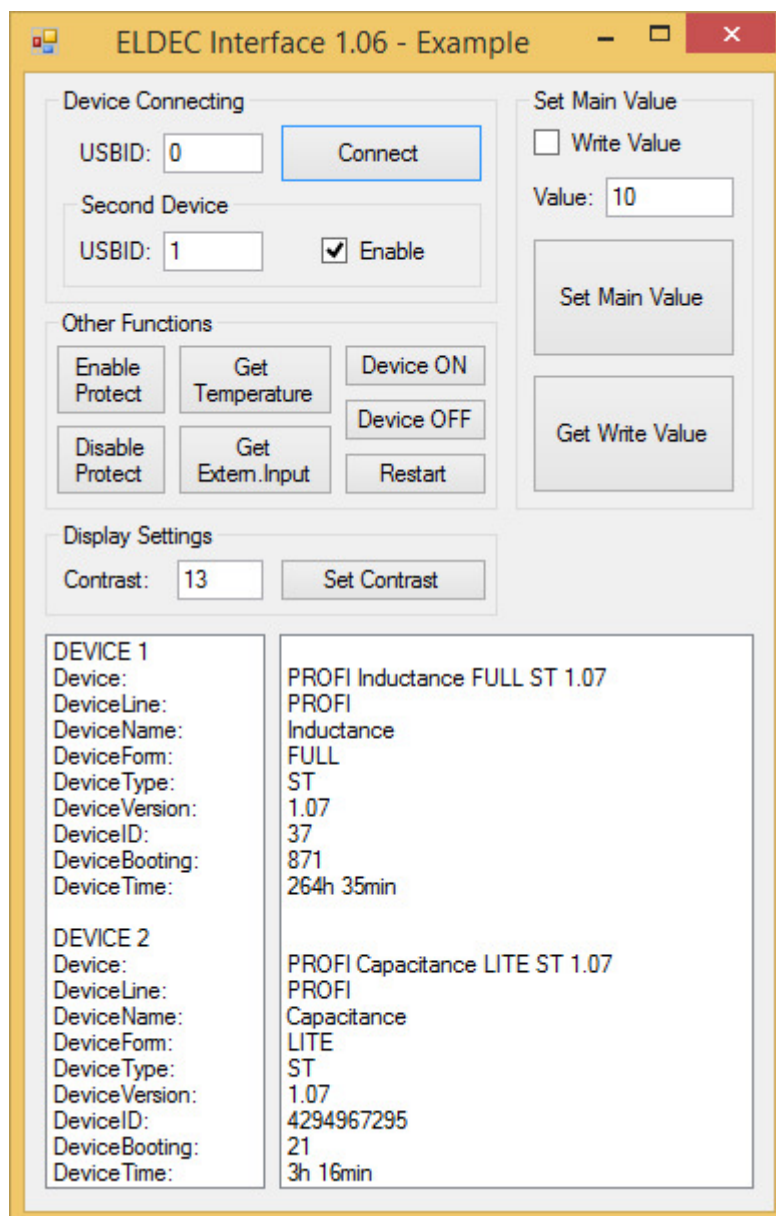 ELDEC Interface 1.06 - Example
Device Connecting
USBID: 0
Connect
Second Device
USBID: 1
Enable
Set Main Value
Write Value
Value: 10
Set Main Value
Get Write Value
Other Functions
Enable
Protect
Get
Temperature
Device ON
Device OFF
Disable
Protect
Get
Extern.Input
Restart
Display Settings
Contrast: 13
Set Contrast
DEVICE 1
Device: PROFI Inductance FULL ST 1.07
DeviceLine: PROFI
DeviceName: Inductance
DeviceForm: FULL
DeviceType: ST
DeviceVersion: 1.07
DeviceID: 37
DeviceBooting: 871
DeviceTime: 264h 35min
DEVICE 2
Device: PROFI Capacitance LITE ST 1.07
DeviceLine: PROFI
DeviceName: Capacitance
DeviceForm: LITE
DeviceType: ST
DeviceVersion: 1.07
DeviceID: 4294967295
DeviceBooting: 21
DeviceTime: 3h 16min